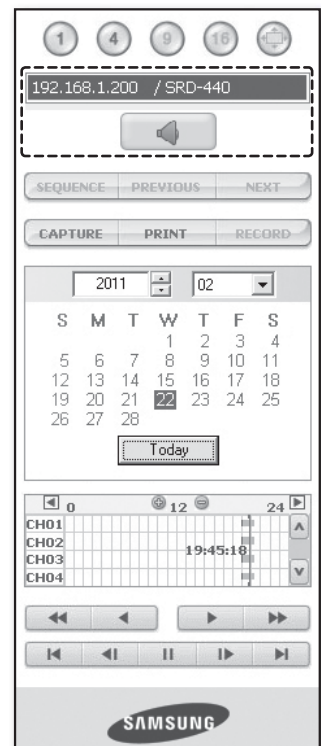 1 4 9 16
192.168.1.200 / SRD-440
SEQUENCE PREVIOUS NEXT
CAPTURE PRINT RECORD
2011 02
S M T W T F S
1 2 3 4
5 6 7 8 9 10 11
12 13 14 15 16 17 18
19 20 21 22 23 24 25
26 27 28
Today
0 12 24
CH01
CH02
19:45:18
CH03
CH04
SAMSUNG